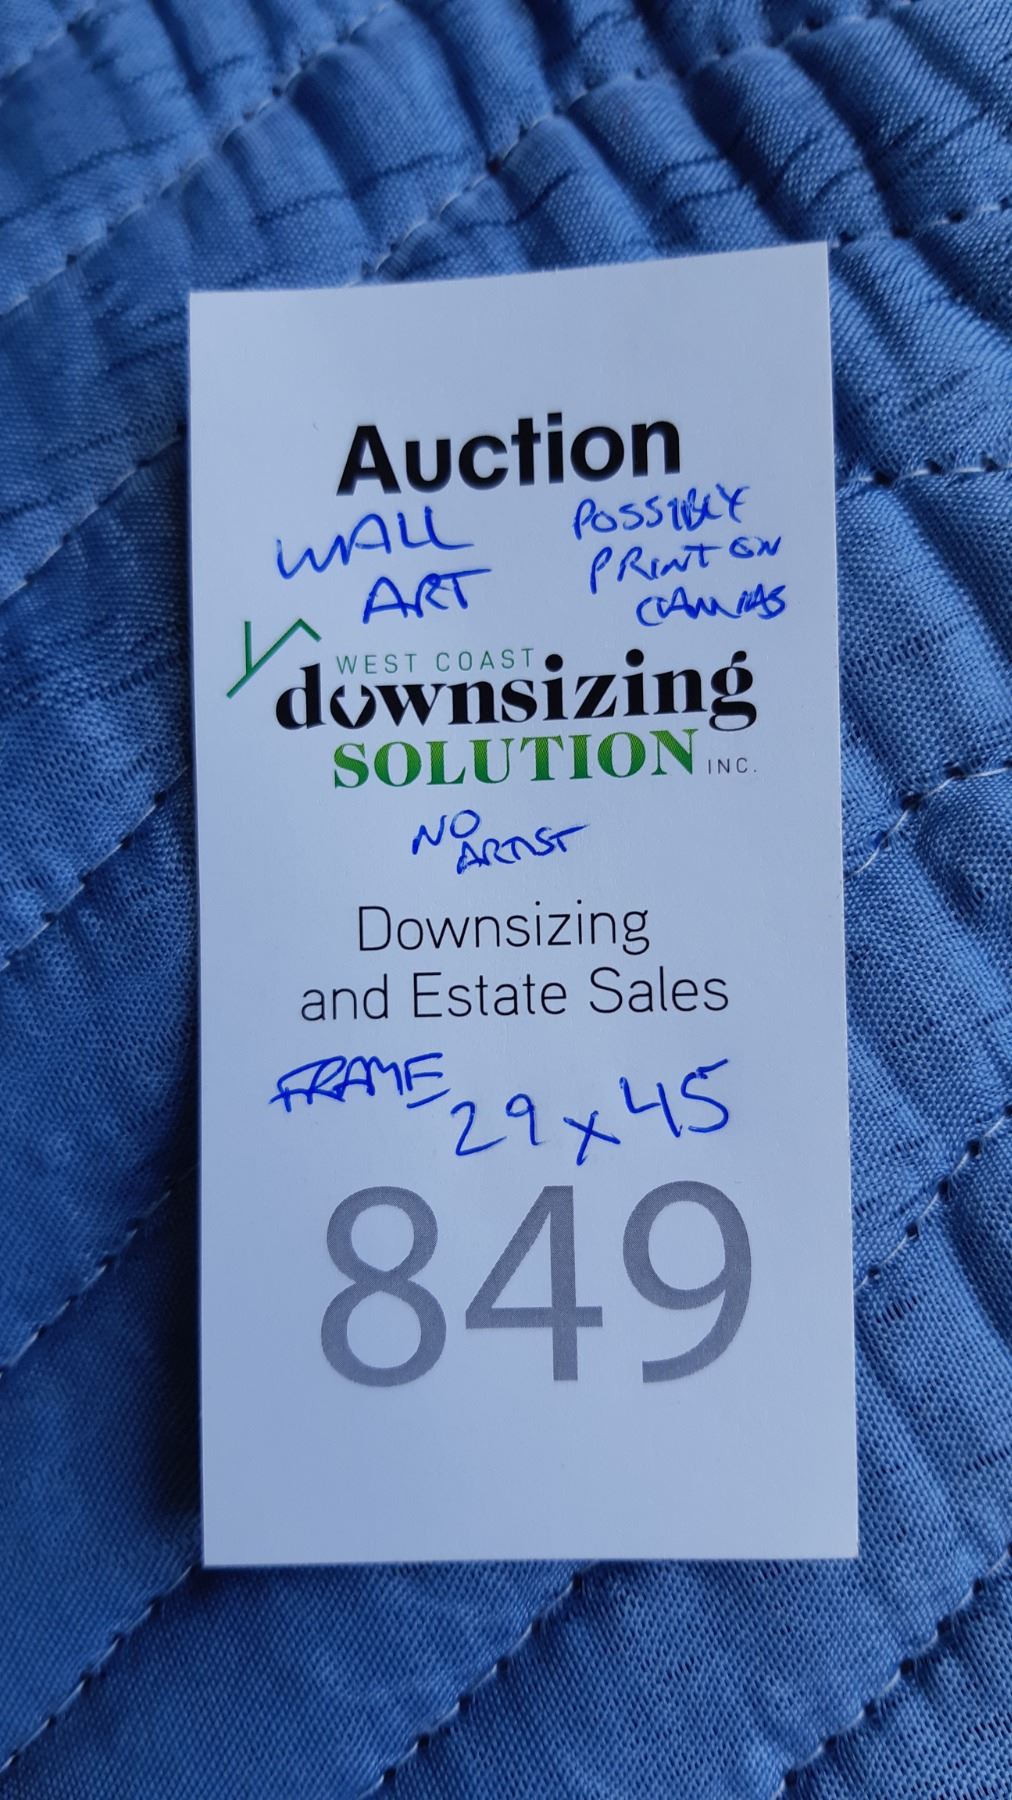 Auction
WALL
ART
POSSIBLY
PRINT ON
CANVAS
WEST COAST
downsizing
SOLUTION INC.
NO
ARTIST
Downsizing
and Estate Sales
FRAME
29 x 45
849